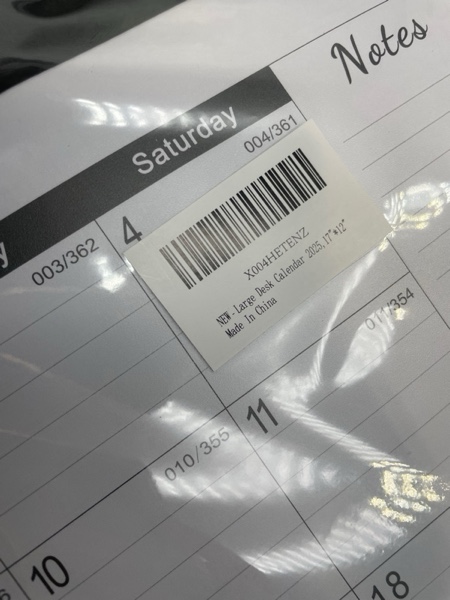 Notes
Saturday
y
003/362
4
004/361
X004HETENZ
NEW-Large Desk Calendar 2025,17"*12"
Made In China
010/355
11
011/354
10
18